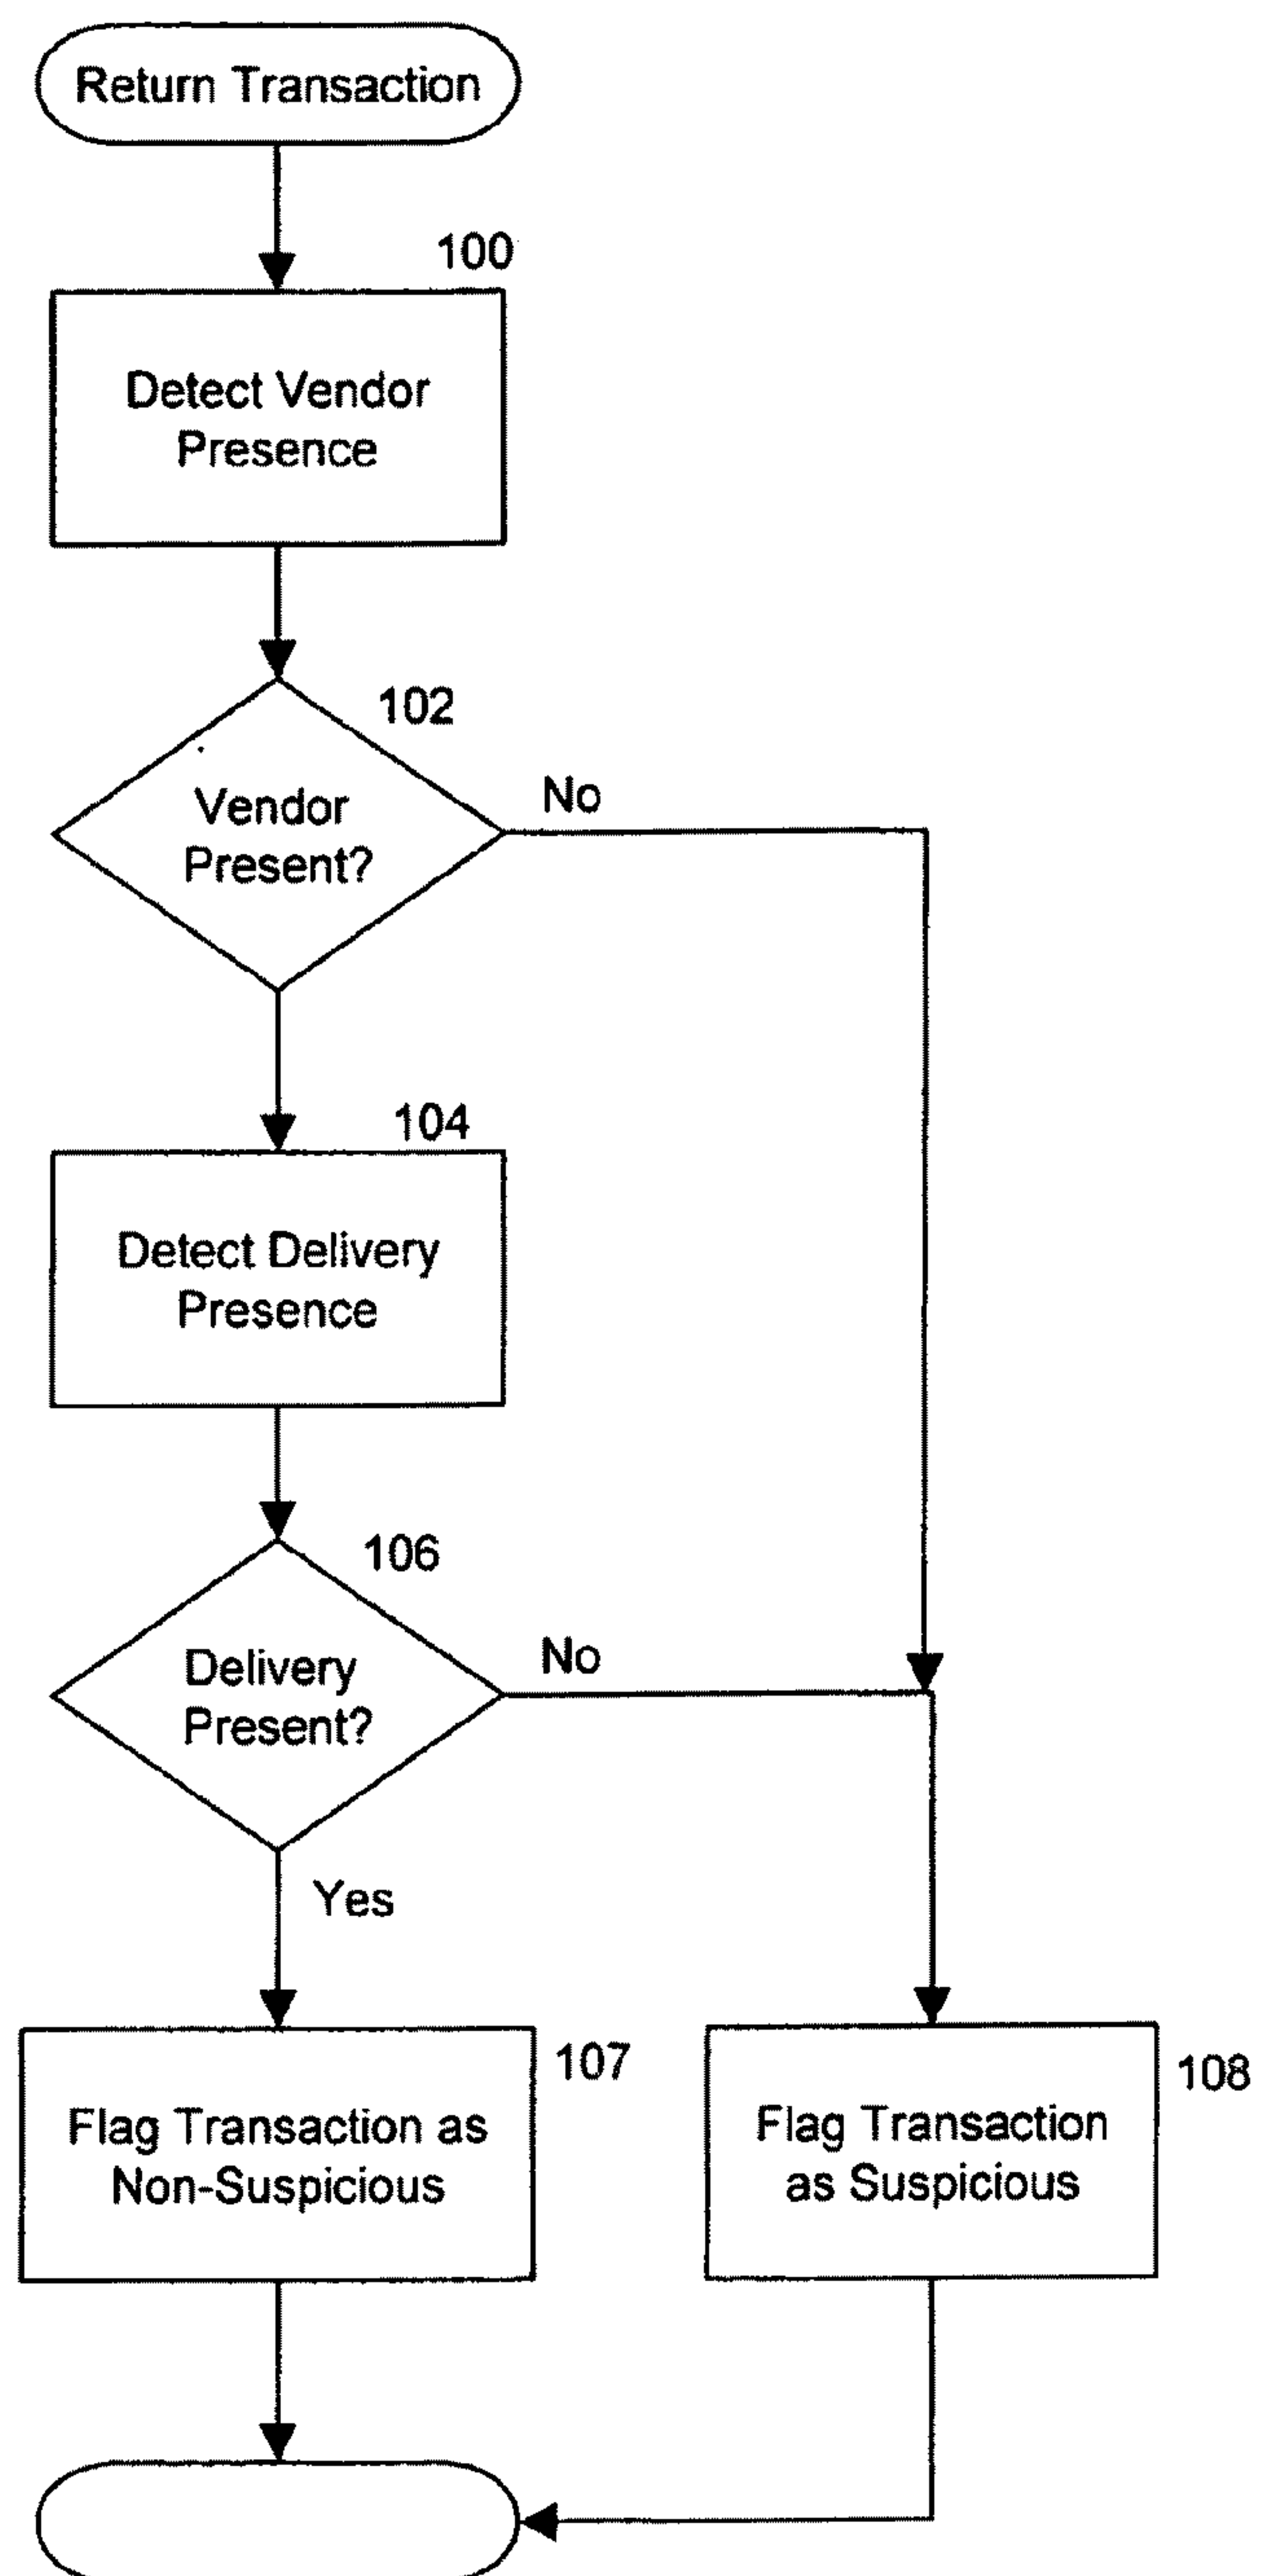 Return Transaction
100
Detect Vendor
Presence
102
Vendor
Present?
No
104
Detect Delivery
Presence
106
Delivery
Present?
No
Yes
107
Flag Transaction as
Non-Suspicious
108
Flag Transaction
as Suspicious